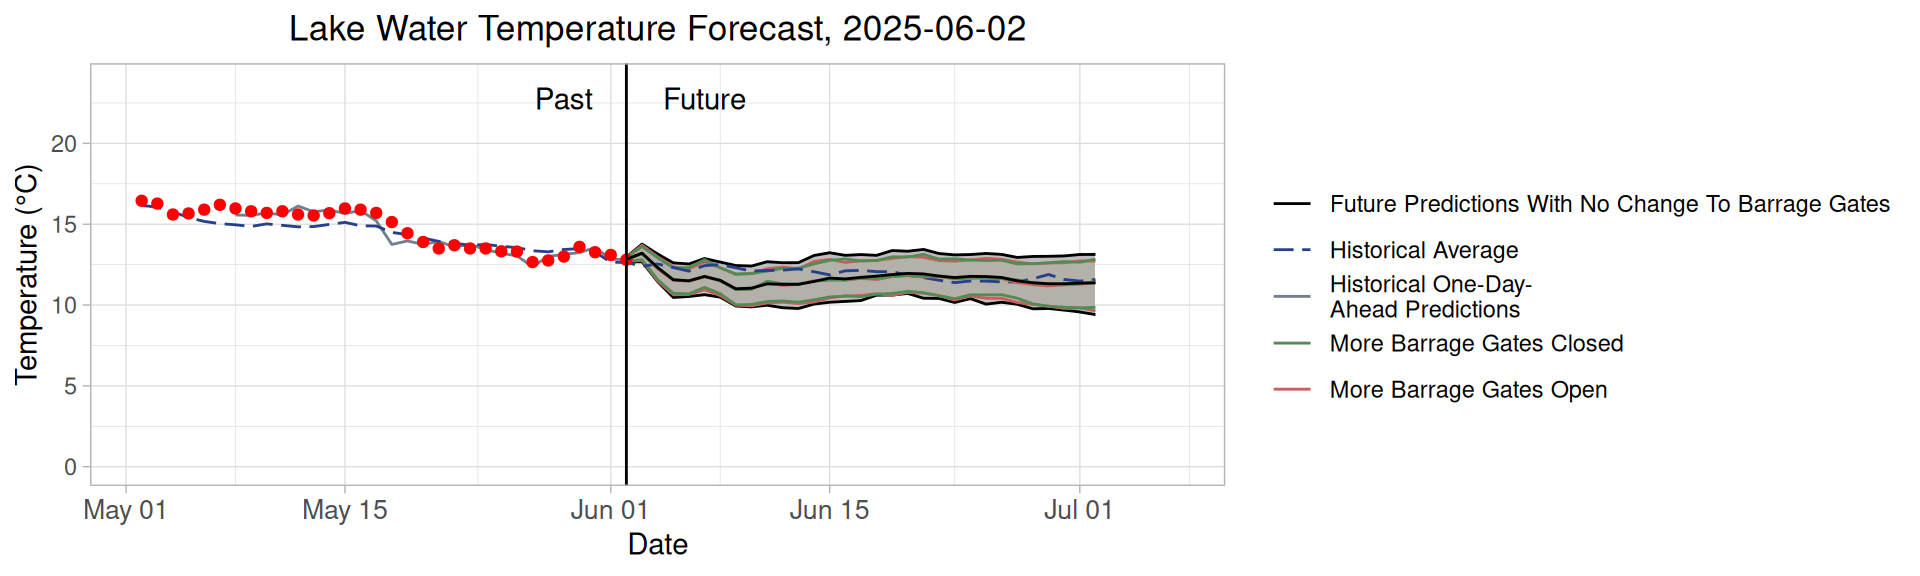 Lake Water Temperature Forecast, 2025-06-02
Past
Future
Temperature (°C)
20
15
10
5
0
May 01
May 15
Jun 01
Jun 15
Jul 01
Date
Future Predictions With No Change To Barrage Gates
Historical Average
Historical One-Day-
Ahead Predictions
More Barrage Gates Closed
More Barrage Gates Open